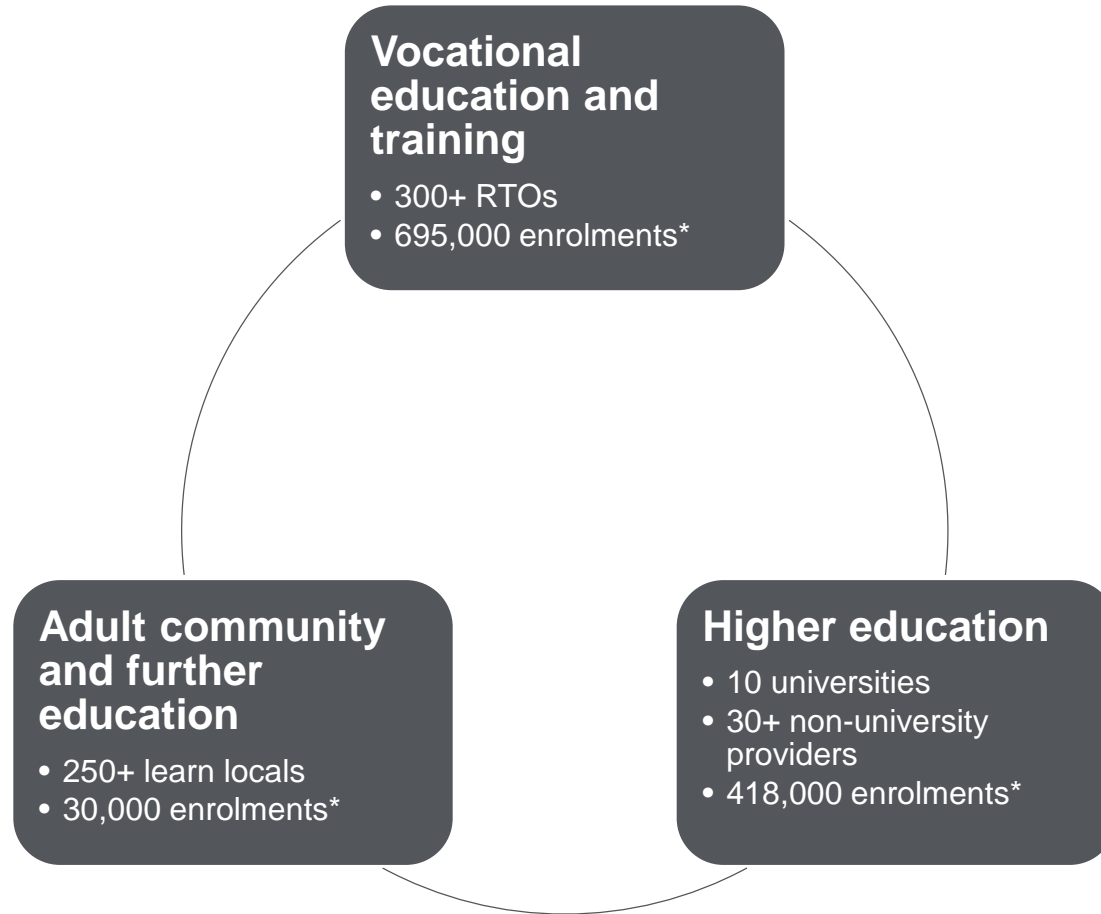 Vocational
education and
training
• 300+ RTOs
• 695,000 enrolments*
Adult community
and further
education
• 250+ learn locals
• 30,000 enrolments*
Higher education
• 10 universities
• 30+ non-university
providers
• 418,000 enrolments*